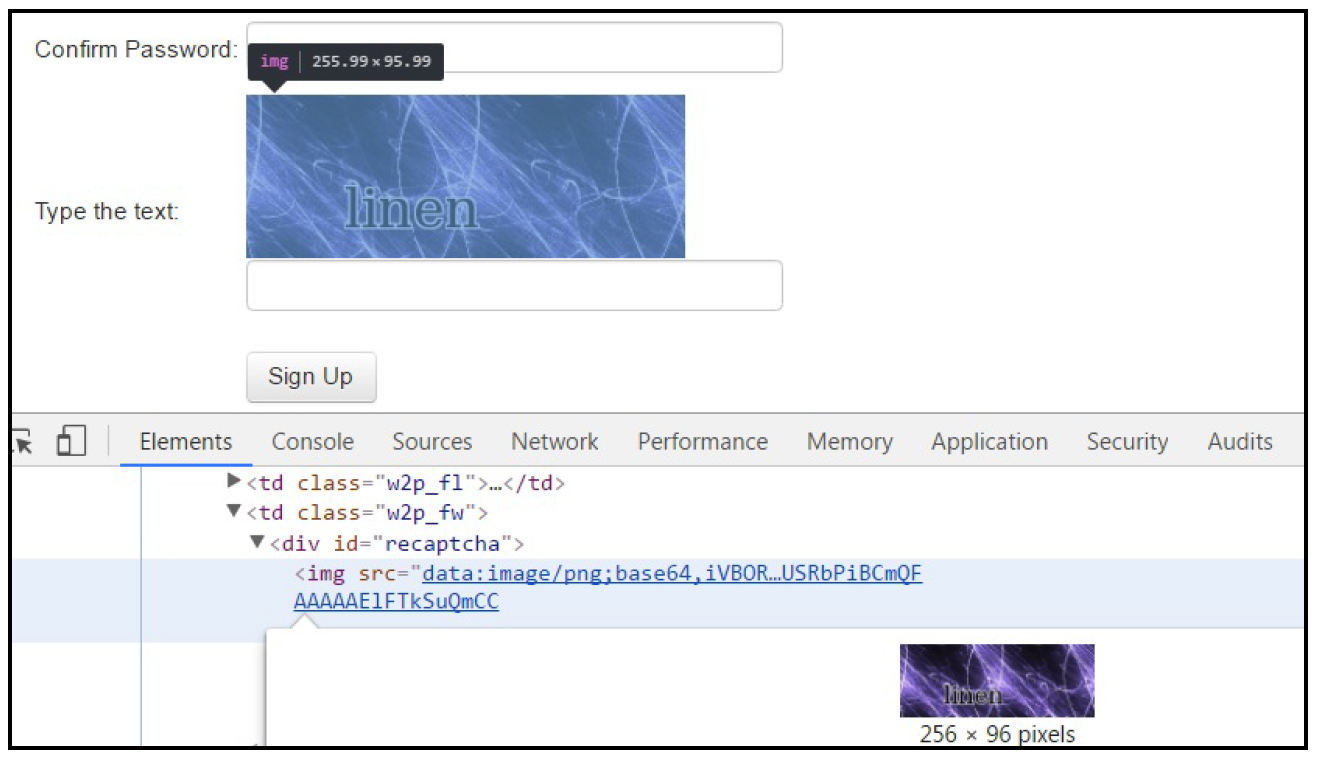 Confirm Password:
img | 255.99×95.99
linen
Type the text:
Sign Up
Elements Console Sources Network Performance Memory Application Security Audits
▶<td class="w2p_fl">…</td>
▼<td class="w2p_fw">
▼<div id="recaptcha">
<img src="data:image/png;base64,iVBOR…USRbPiBCmQF
AAAAAElFTkSuQmCC
linen
256 × 96 pixels